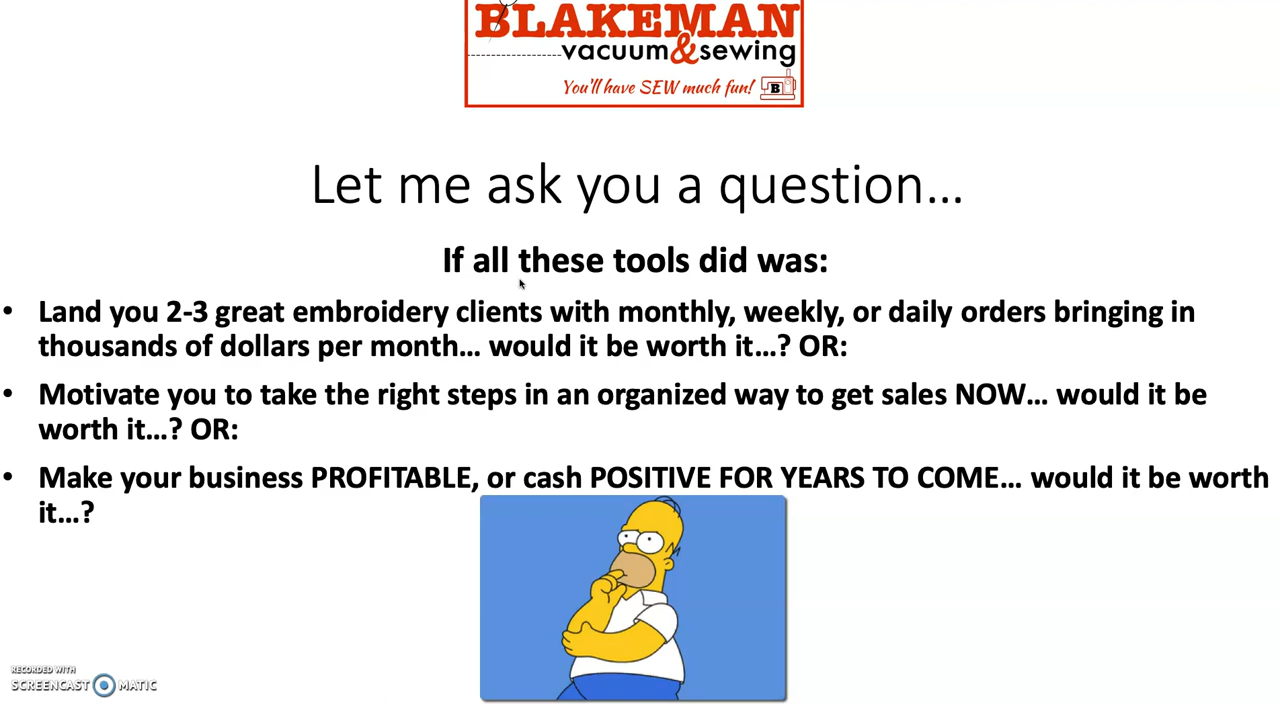 BLAKEMAN
vacuum&sewing
You'll have SEW much fun!
B
Let me ask you a question…
If all these tools did was:
• Land you 2-3 great embroidery clients with monthly, weekly, or daily orders bringing in
thousands of dollars per month… would it be worth it…? OR:
• Motivate you to take the right steps in an organized way to get sales NOW… would it be
worth it…? OR:
• Make your business PROFITABLE, or cash POSITIVE FOR YEARS TO COME… would it be worth
it…?
RECORDED WITH
SCREENCAST MATIC